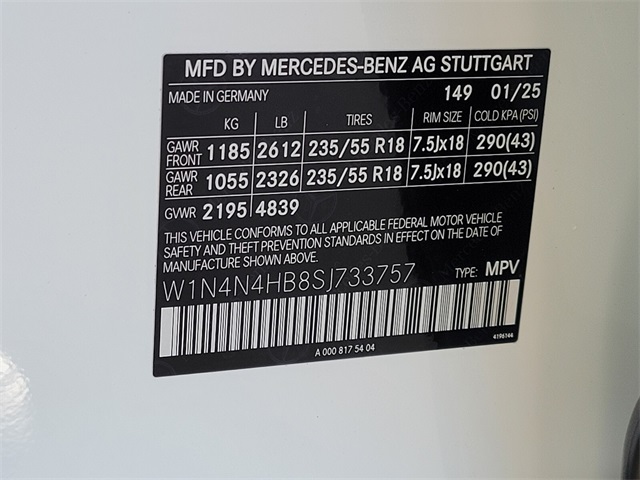 MFD BY MERCEDES-BENZ AG STUTTGART
MADE IN GERMANY 149 01/25
KG LB TIRES RIM SIZE COLD KPA (PSI)
GAWR FRONT 1185 2612 235/55 R18 7.5Jx18 290(43)
GAWR REAR 1055 2326 235/55 R18 7.5Jx18 290(43)
GVWR 2195 4839
THIS VEHICLE CONFORMS TO ALL APPLICABLE FEDERAL MOTOR VEHICLE
SAFETY AND THEFT PREVENTION STANDARDS IN EFFECT ON THE DATE OF
MANUFACTURE SHOWN ABOVE.
W1N4N4HB8SJ733757 TYPE: MPV
A 000 817 54 04 4196144